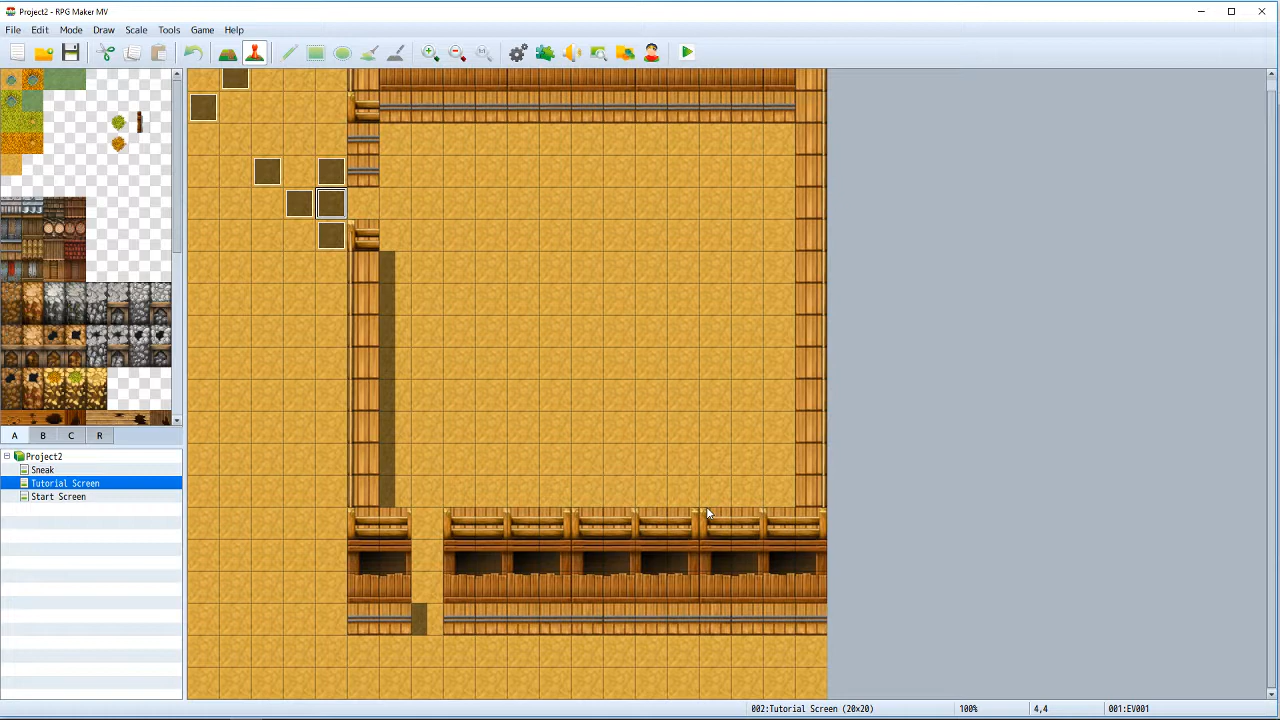 Project2 - RPG Maker MV
File Edit Mode Draw Scale Tools Game Help
A B C R
Project2
Sneak
Tutorial Screen
Start Screen
002:Tutorial Screen (20x20) 100% 4,4 001:EV001